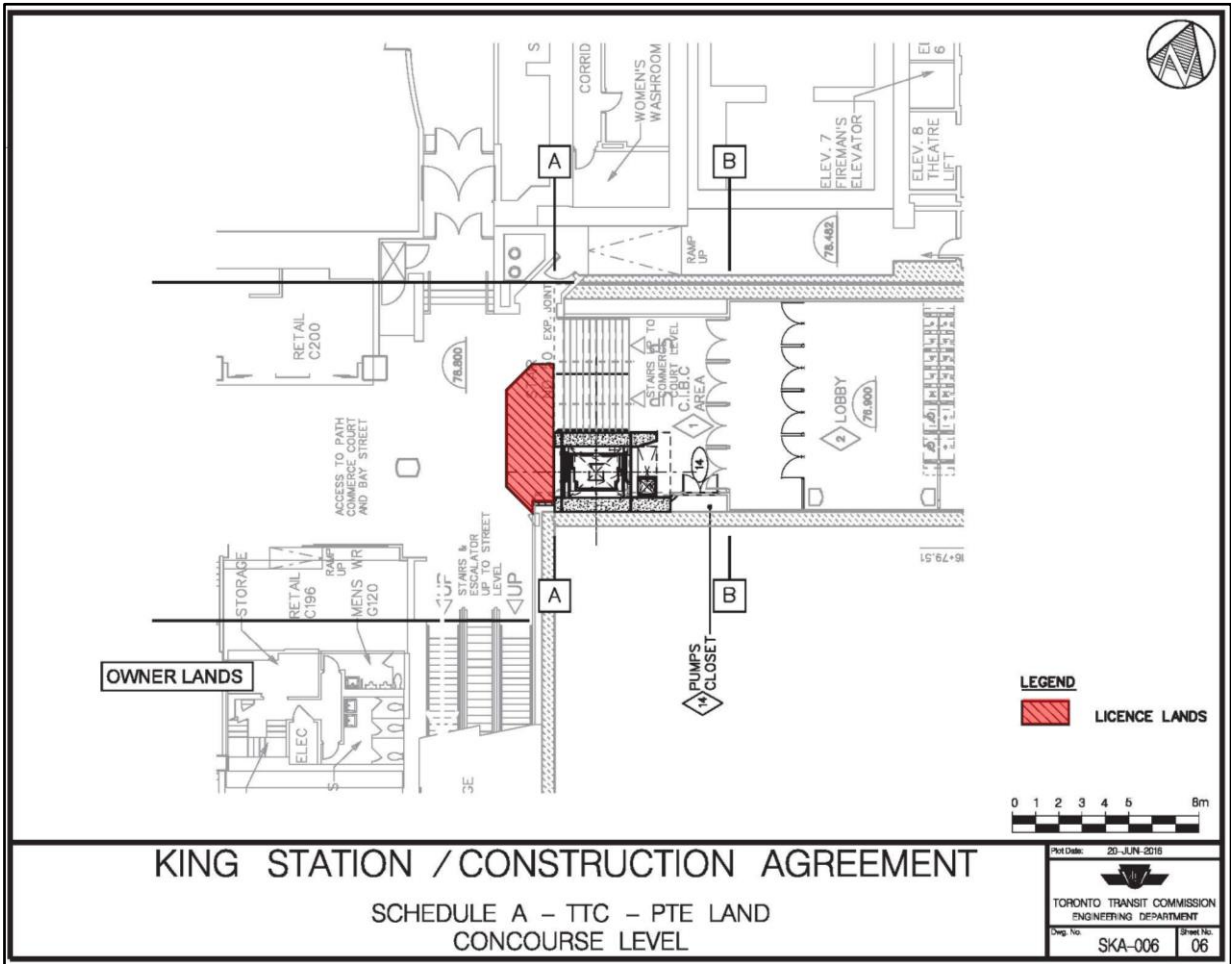 CORRID
WOMEN'S
WASHROOM
N
A
B
ELEV. 7
FIREMAN'S
ELEVATOR
ELEV. 8
THEATRE
LIFT
6
RAMP
UP
78.482
RETAIL
C200
78.800
EXP. JOINT
STAIRS UP TO
COMMERCE
COURT LEVEL
C.I.B.C
AREA
1
2
LOBBY
76.900
ACCESS TO PATH
COMMERCE COURT
AND BAY STREET
14
16+79.51
STORAGE
RETAIL
C196
RAMP
UP
MENS WR
G120
STAIRS &
ESCALATOR
UP TO STREET
LEVEL
UP
UP
A
B
14
PUMPS
CLOSET
OWNER LANDS
ELEC
LEGEND
LICENCE LANDS
0 1 2 3 4 5 8m
KING STATION / CONSTRUCTION AGREEMENT
SCHEDULE A - TTC - PTE LAND
CONCOURSE LEVEL
Plot Date: 20-JUN-2016
TORONTO TRANSIT COMMISSION
ENGINEERING DEPARTMENT
Dwg. No. SKA-006
Sheet No. 06